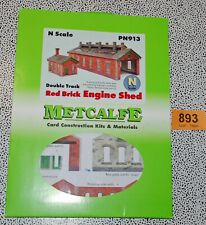 N Scale
PN913
N
Double Track
Red Brick Engine Shed
METCALFE
Card Construction Kits & Materials
893